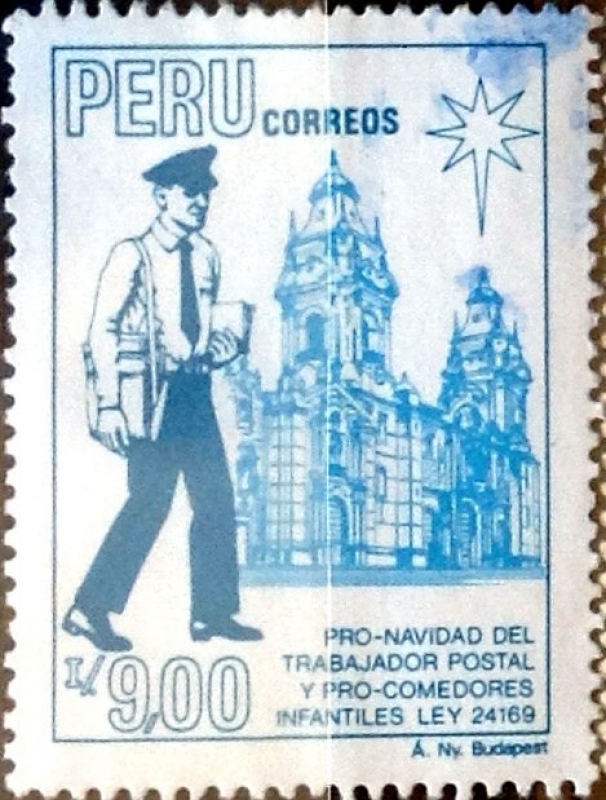 PERU CORREOS
PRO-NAVIDAD DEL
TRABAJADOR POSTAL
Y PRO-COMEDORES
INFANTILES LEY 24169
I/. 9,00
Á. Ny. Budapest